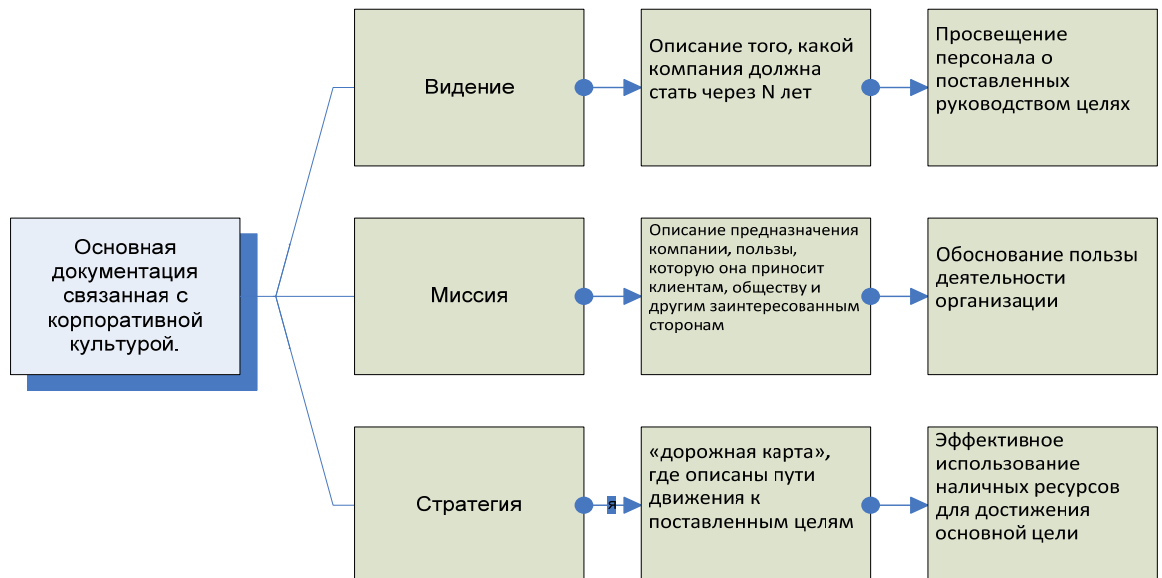 Основная
документация
связанная с
корпоративной
культурой.
Видение
Описание того, какой
компания должна
стать через N лет
Просвещение
персонала о
поставленных
руководством целях
Миссия
Описание предназначения
компании, пользы,
которую она приносит
клиентам, обществу и
другим заинтересованным
сторонам
Обоснование пользы
деятельности
организации
Стратегия
я
«дорожная карта»,
где описаны пути
движения к
поставленным целям
Эффективное
использование
наличных ресурсов
для достижения
основной цели